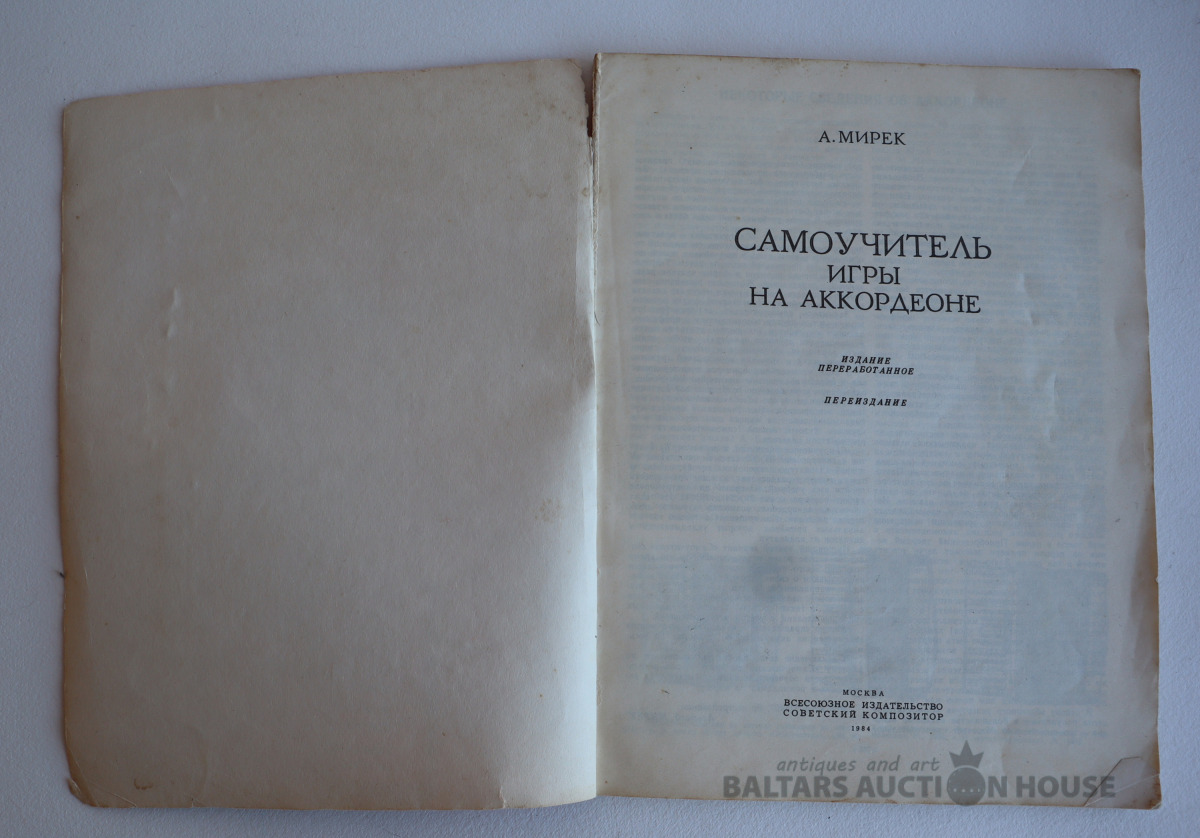 А. МИРЕК
САМОУЧИТЕЛЬ
ИГРЫ
НА АККОРДЕОНЕ
ИЗДАНИЕ
ПЕРЕРАБОТАННОЕ
ПЕРЕИЗДАНИЕ
МОСКВА
ВСЕСОЮЗНОЕ ИЗДАТЕЛЬСТВО
СОВЕТСКИЙ КОМПОЗИТОР
1984
antiques and art
BALTARS AUCTION HOUSE